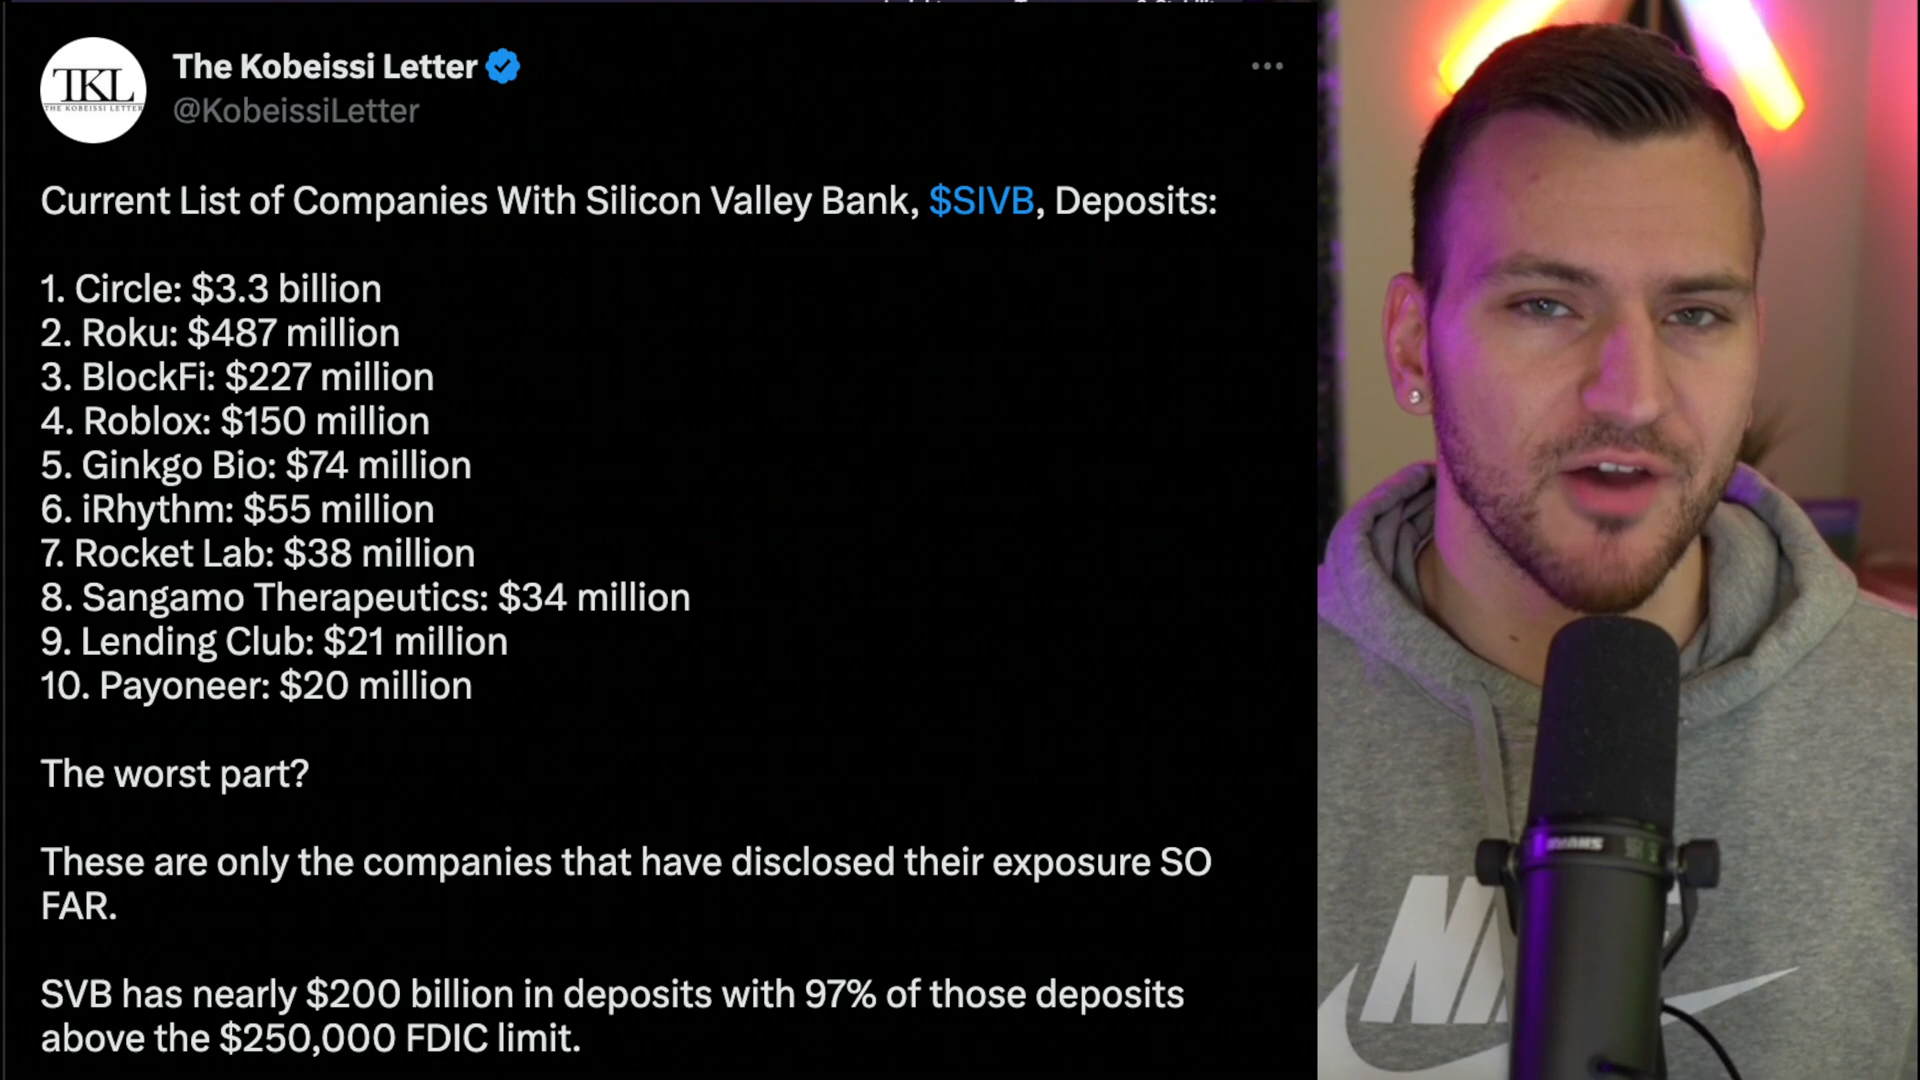 TKL
THE KOBEISSI LETTER
The Kobeissi Letter
@KobeissiLetter
Current List of Companies With Silicon Valley Bank, $SIVB, Deposits:
1. Circle: $3.3 billion
2. Roku: $487 million
3. BlockFi: $227 million
4. Roblox: $150 million
5. Ginkgo Bio: $74 million
6. iRhythm: $55 million
7. Rocket Lab: $38 million
8. Sangamo Therapeutics: $34 million
9. Lending Club: $21 million
10. Payoneer: $20 million
The worst part?
These are only the companies that have disclosed their exposure SO
FAR.
SVB has nearly $200 billion in deposits with 97% of those deposits
above the $250,000 FDIC limit.